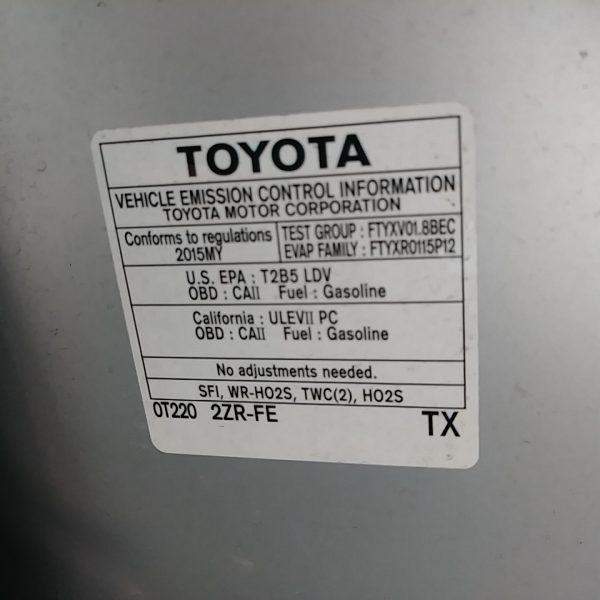 TOYOTA
VEHICLE EMISSION CONTROL INFORMATION
TOYOTA MOTOR CORPORATION
Conforms to regulations
2015MY
TEST GROUP : FTYXV01.8BEC
EVAP FAMILY : FTYXR0115P12
U.S. EPA : T2B5 LDV
OBD : CAII Fuel : Gasoline
California : ULEVII PC
OBD : CAII Fuel : Gasoline
No adjustments needed.
SFI, WR-HO2S, TWC(2), HO2S
0T220 2ZR-FE TX